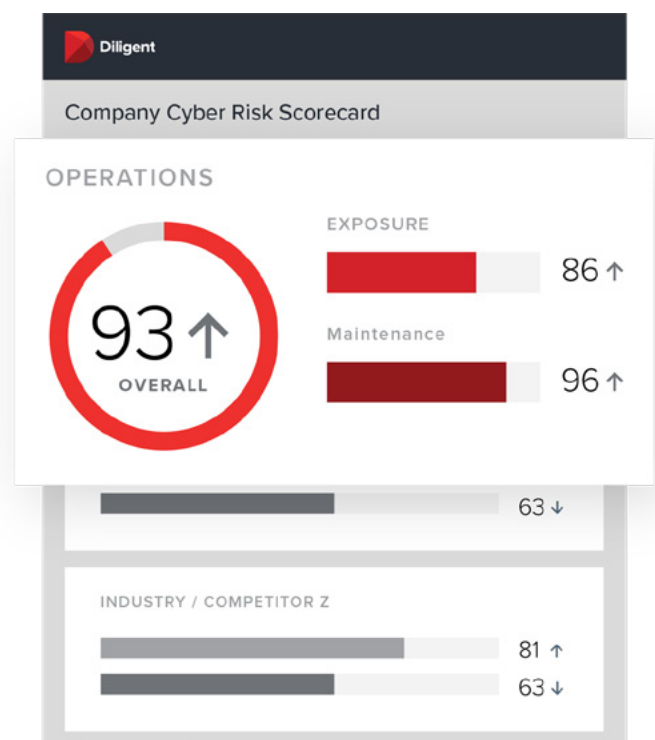 Diligent
Company Cyber Risk Scorecard
OPERATIONS
93 ↑
OVERALL
EXPOSURE
86 ↑
Maintenance
96 ↑
63 ↓
INDUSTRY / COMPETITOR Z
81 ↑
63 ↓